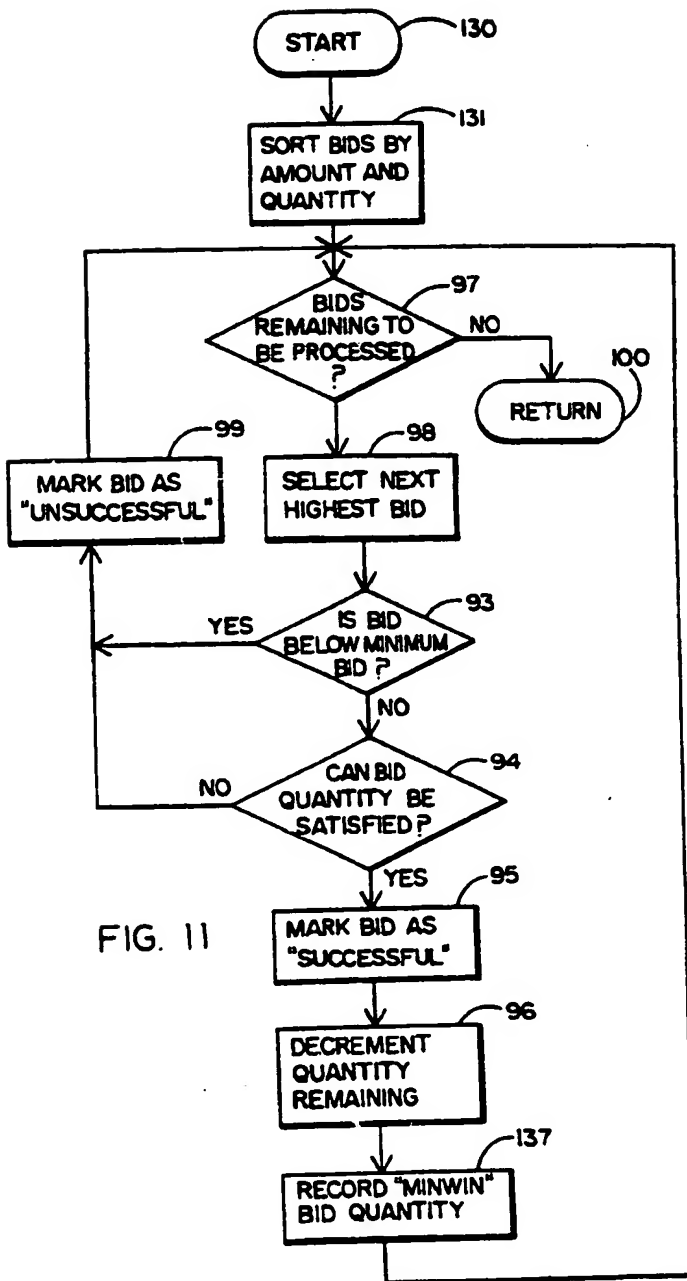 START
130
131
SORT BIDS BY
AMOUNT AND
QUANTITY
97
BIDS
REMAINING TO
BE PROCESSED
?
NO
100
RETURN
99
MARK BID AS
"UNSUCCESSFUL"
98
SELECT NEXT
HIGHEST BID
93
YES
IS BID
BELOW MINIMUM
BID ?
NO
94
NO
CAN BID
QUANTITY BE
SATISFIED?
YES
95
FIG. 11
MARK BID AS
"SUCCESSFUL"
96
DECREMENT
QUANTITY
REMAINING
137
RECORD "MINWIN"
BID QUANTITY